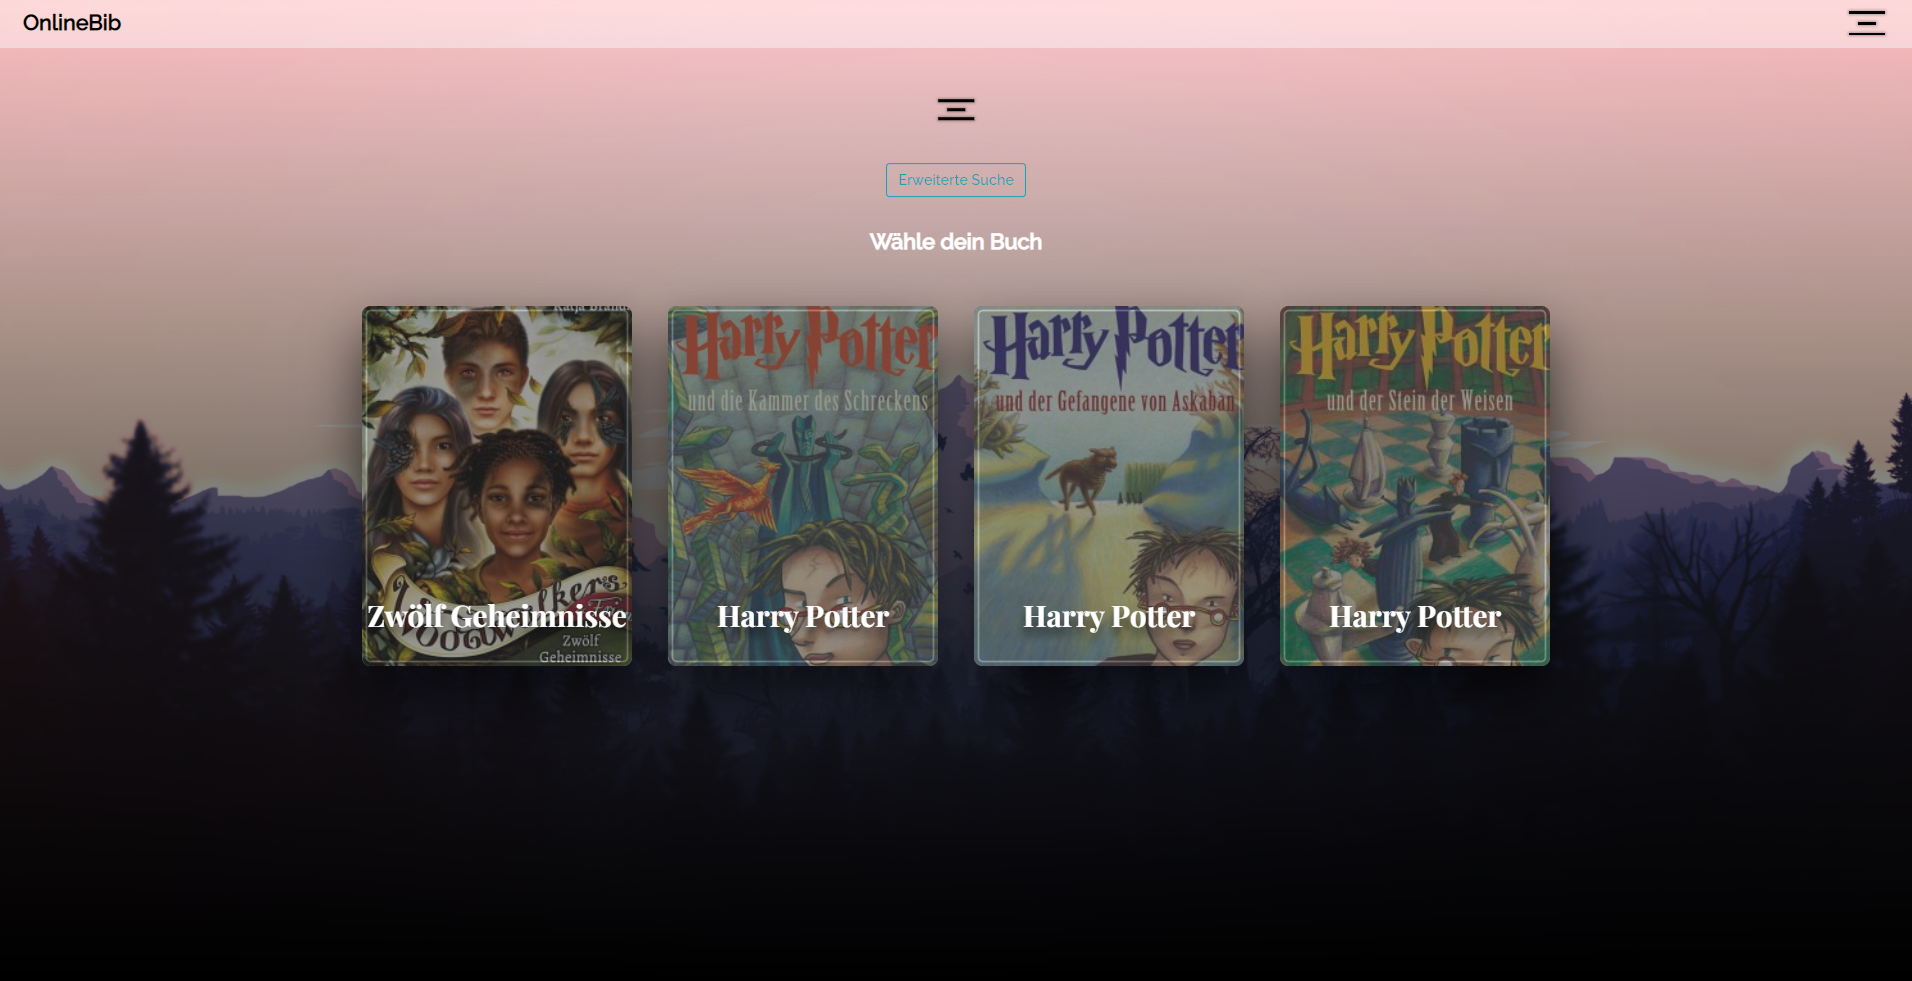 OnlineBib
Erweiterte Suche
Wähle dein Buch
Katja Brandis
Harry Potter
und die Kammer des Schreckens
Harry Potter
und der Gefangene von Askaban
Harry Potter
und der Stein der Weisen
Woodwalkers
Zwölf Geheimnisse
Zwölf
Geheimnisse
Harry Potter
Harry Potter
Harry Potter